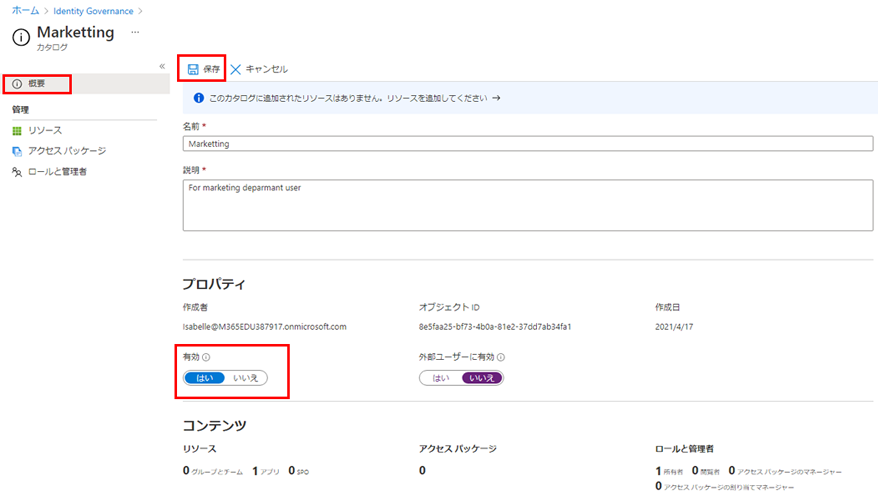 ホーム > Identity Governance >
Marketting ...
カタログ
«
概要
管理
リソース
アクセス パッケージ
ロールと管理者
保存 キャンセル
このカタログに追加されたリソースはありません。リソースを追加してください →
名前 *
Marketting
説明 *
For marketing deparmant user
プロパティ
作成者 オブジェクト ID 作成日
Isabelle@M365EDU387917.onmicrosoft.com 8e5faa25-bf73-4b0a-81e2-37dd7ab34fa1 2021/4/17
有効 外部ユーザーに有効
はい いいえ はい いいえ
コンテンツ
リソース アクセス パッケージ ロールと管理者
0 グループとチーム 1 アプリ 0 SPO 0 1 所有者 0 閲覧者 0 アクセス パッケージのマネージャー
0 アクセス パッケージの割り当てマネージャー